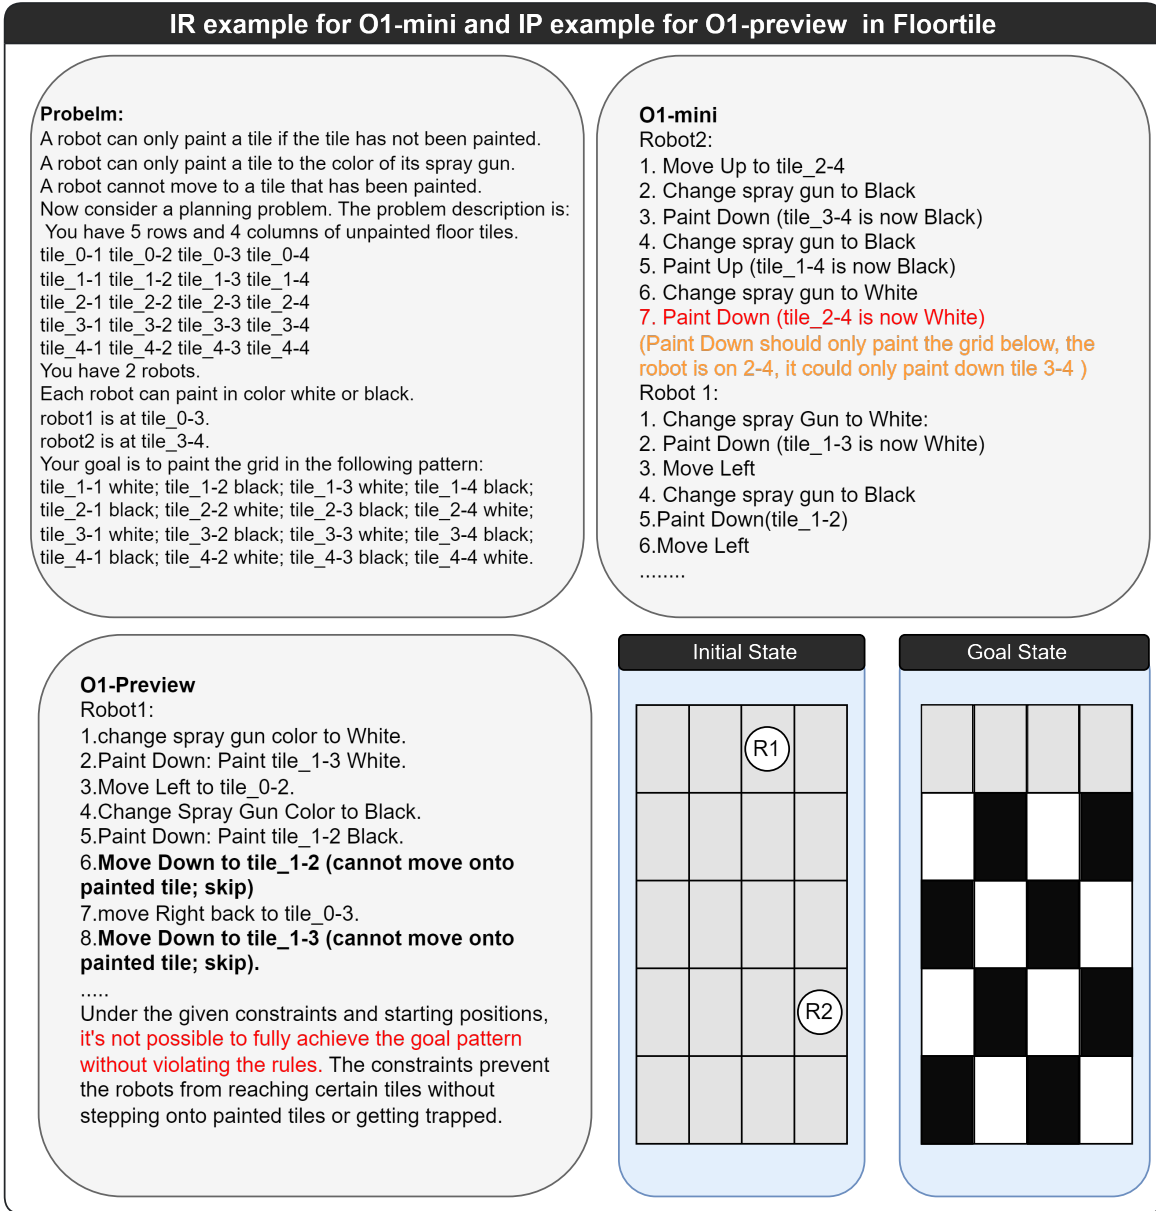 IR example for O1-mini and IP example for O1-preview in Floortile
Probelm:
A robot can only paint a tile if the tile has not been painted.
A robot can only paint a tile to the color of its spray gun.
A robot cannot move to a tile that has been painted.
Now consider a planning problem. The problem description is:
You have 5 rows and 4 columns of unpainted floor tiles.
tile_0-1 tile_0-2 tile_0-3 tile_0-4
tile_1-1 tile_1-2 tile_1-3 tile_1-4
tile_2-1 tile_2-2 tile_2-3 tile_2-4
tile_3-1 tile_3-2 tile_3-3 tile_3-4
tile_4-1 tile_4-2 tile_4-3 tile_4-4
You have 2 robots.
Each robot can paint in color white or black.
robot1 is at tile_0-3.
robot2 is at tile_3-4.
Your goal is to paint the grid in the following pattern:
tile_1-1 white; tile_1-2 black; tile_1-3 white; tile_1-4 black;
tile_2-1 black; tile_2-2 white; tile_2-3 black; tile_2-4 white;
tile_3-1 white; tile_3-2 black; tile_3-3 white; tile_3-4 black;
tile_4-1 black; tile_4-2 white; tile_4-3 black; tile_4-4 white.
O1-mini
Robot2:
1. Move Up to tile_2-4
2. Change spray gun to Black
3. Paint Down (tile_3-4 is now Black)
4. Change spray gun to Black
5. Paint Up (tile_1-4 is now Black)
6. Change spray gun to White
7. Paint Down (tile_2-4 is now White)
(Paint Down should only paint the grid below, the
robot is on 2-4, it could only paint down tile 3-4 )
Robot 1:
1. Change spray Gun to White:
2. Paint Down (tile_1-3 is now White)
3. Move Left
4. Change spray gun to Black
5.Paint Down(tile_1-2)
6.Move Left
........
O1-Preview
Robot1:
1.change spray gun color to White.
2.Paint Down: Paint tile_1-3 White.
3.Move Left to tile_0-2.
4.Change Spray Gun Color to Black.
5.Paint Down: Paint tile_1-2 Black.
6.Move Down to tile_1-2 (cannot move onto
painted tile; skip)
7.move Right back to tile_0-3.
8.Move Down to tile_1-3 (cannot move onto
painted tile; skip).
.....
Under the given constraints and starting positions,
it's not possible to fully achieve the goal pattern
without violating the rules. The constraints prevent
the robots from reaching certain tiles without
stepping onto painted tiles or getting trapped.
Initial State
R1
R2
Goal State